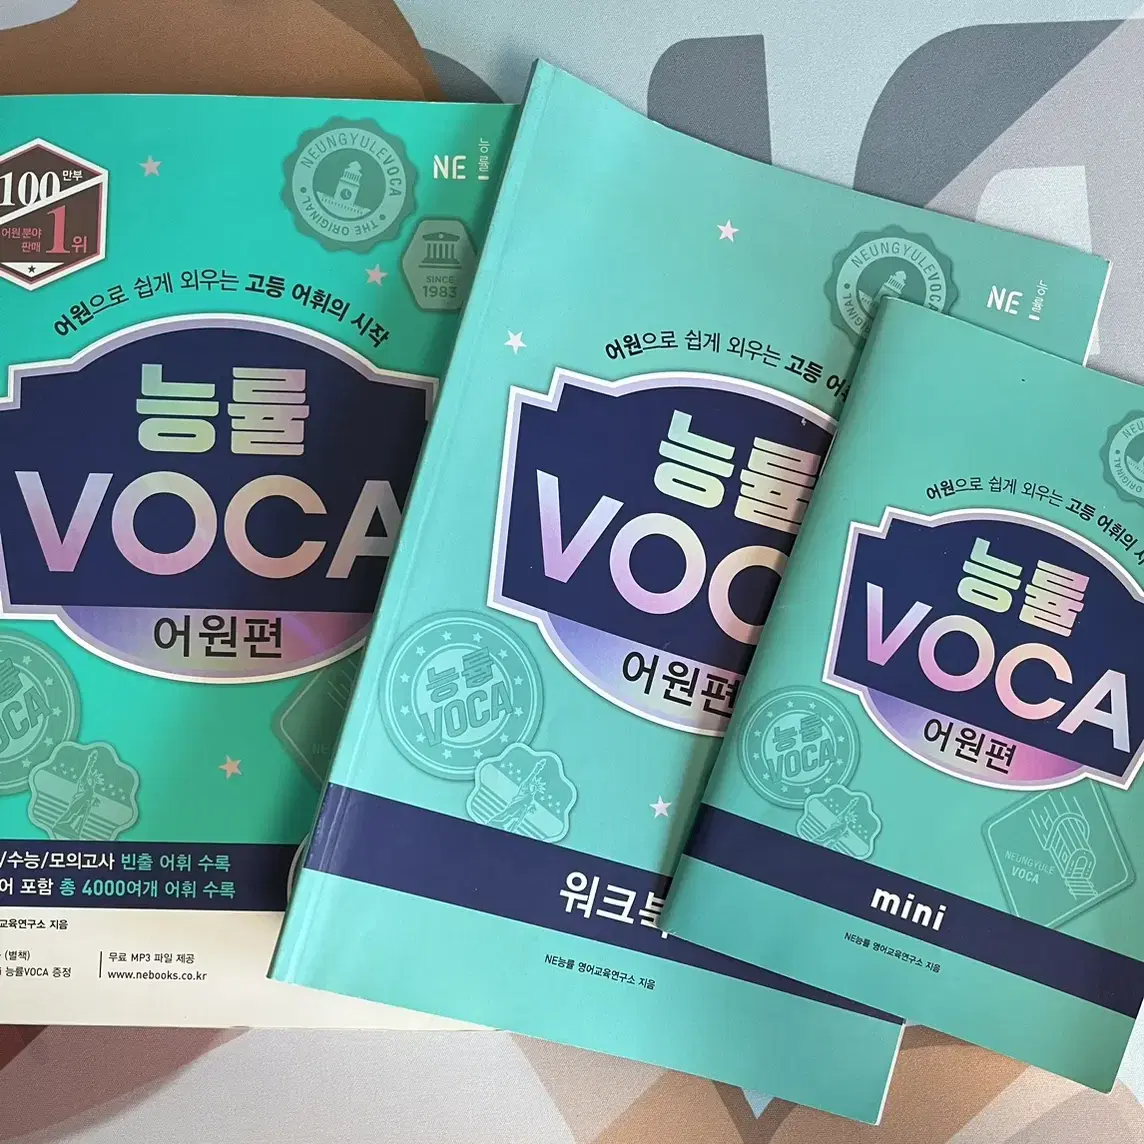 100만부
어원 분야
판매 1위
NEUNGYULE VOCA
THE ORIGINAL
NE 능률
SINCE
1983
어원으로 쉽게 외우는 고등 어휘의 시작
능률
VOCA
어원편
능률
VOCA
/수능/모의고사 빈출 어휘 수록
어 포함 총 4000여개 어휘 수록
교육연구소 지음
(별책)
능률VOCA 증정
무료 MP3 파일 제공
www.nebooks.co.kr
NEUNGYULEVOCA
NE 능률
어원으로 쉽게 외우는 고등
능률
VOC
어원편
능률
VOCA
워크북
NE능률 영어교육연구소 지음
ORIGINAL
어원으로 쉽게 외우는 고등 어휘의
능률
VOCA
어원편
능률
VOCA
NEUNGYULE
VOCA
mini
NE능률 영어교육연구소 지음